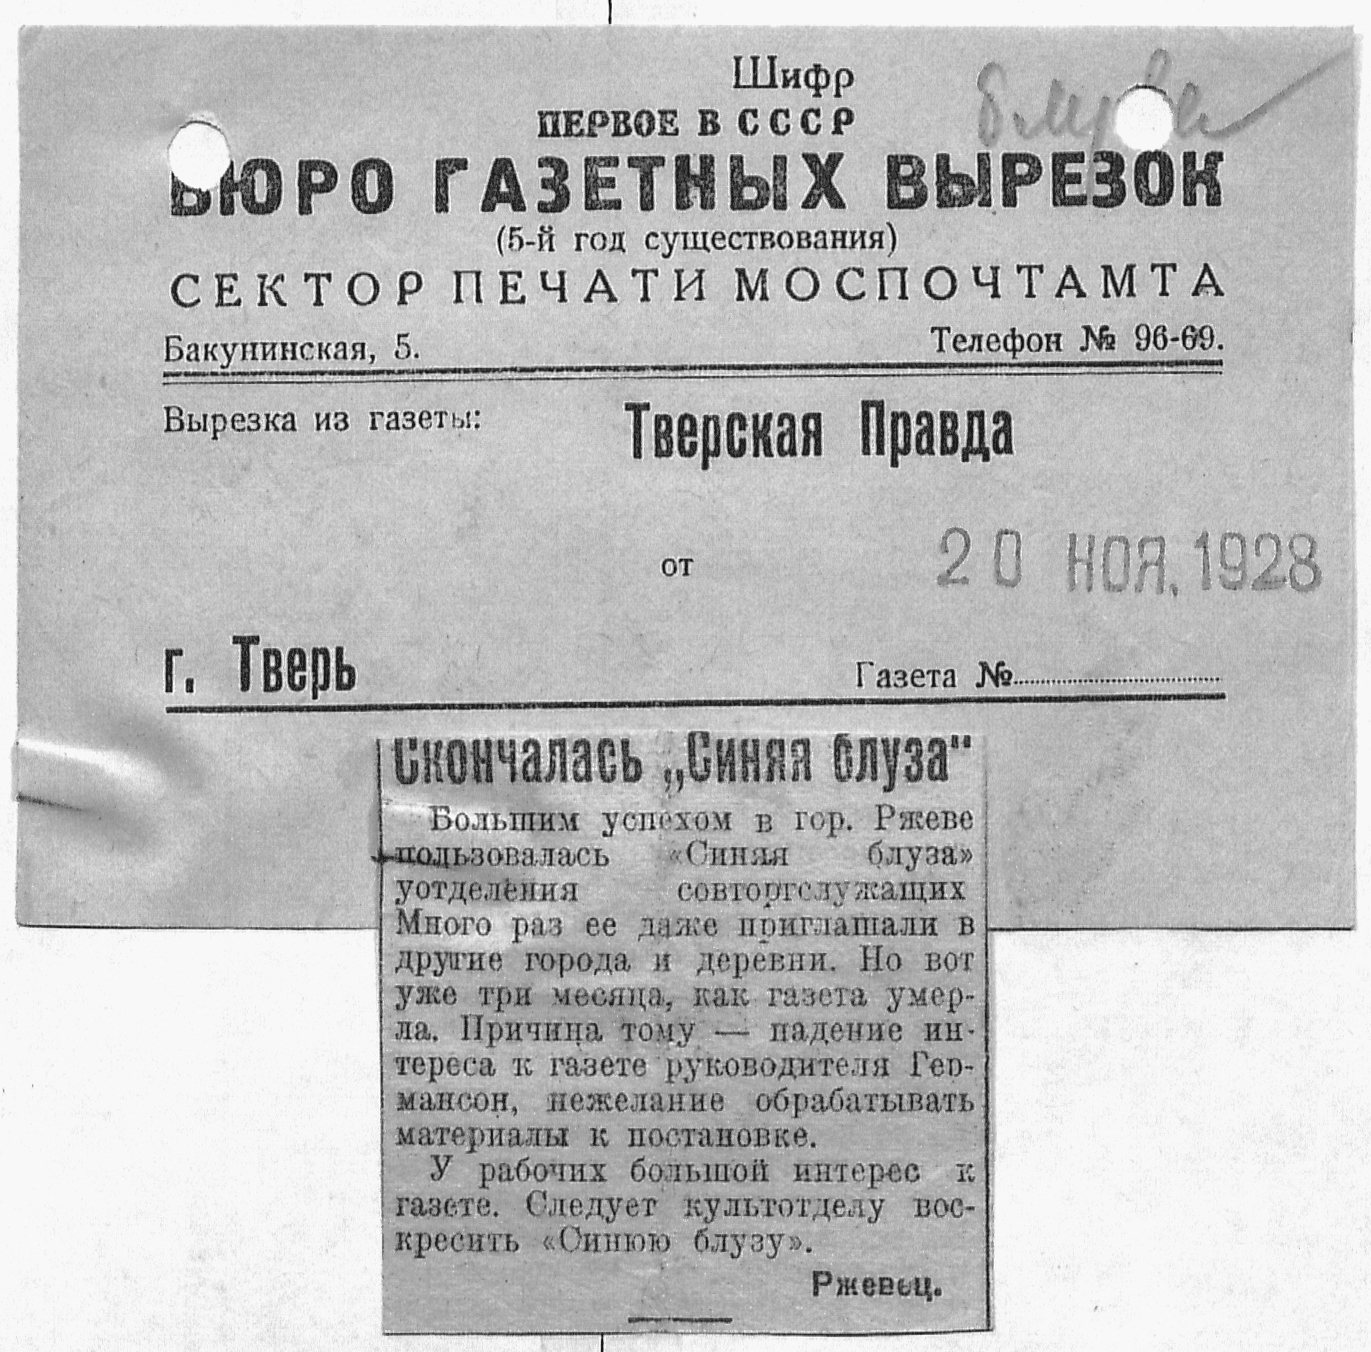 Шифр
ПЕРВОЕ В СССР
БЮРО ГАЗЕТНЫХ ВЫРЕЗОК
(5-й год существования)
СЕКТОР ПЕЧАТИ МОСПОЧТАМТА
Бакунинская, 5. Телефон № 96-69.
Вырезка из газеты: Тверская Правда
от 20 НОЯ. 1928
г. Тверь Газета №
Скончалась „Синяя блуза"
Большим успехом в гор. Ржеве
пользовалась «Синяя блуза»
уотделения совторгслужащих
Много раз ее даже приглашали в
другие города и деревни. Но вот
уже три месяца, как газета умер-
ла. Причина тому — падение ин-
тереса к газете руководителя Гер-
мансон, нежелание обрабатывать
материалы к постановке.
У рабочих большой интерес к
газете. Следует культотделу вос-
кресить «Синюю блузу».
Ржевец.